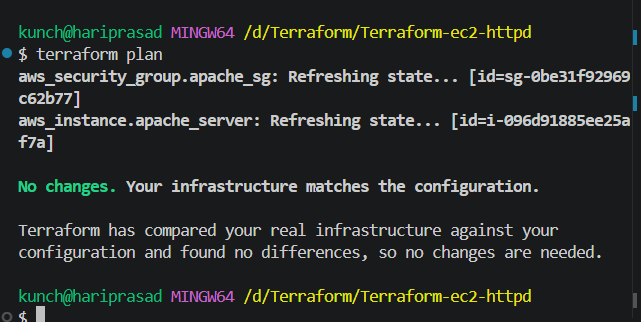 kunch@hariprasad MINGW64 /d/Terraform/Terraform-ec2-httpd
$ terraform plan
aws_security_group.apache_sg: Refreshing state... [id=sg-0be31f92969
c62b77]
aws_instance.apache_server: Refreshing state... [id=i-096d91885ee25a
f7a]
No changes. Your infrastructure matches the configuration.
Terraform has compared your real infrastructure against your
configuration and found no differences, so no changes are needed.
kunch@hariprasad MINGW64 /d/Terraform/Terraform-ec2-httpd
$